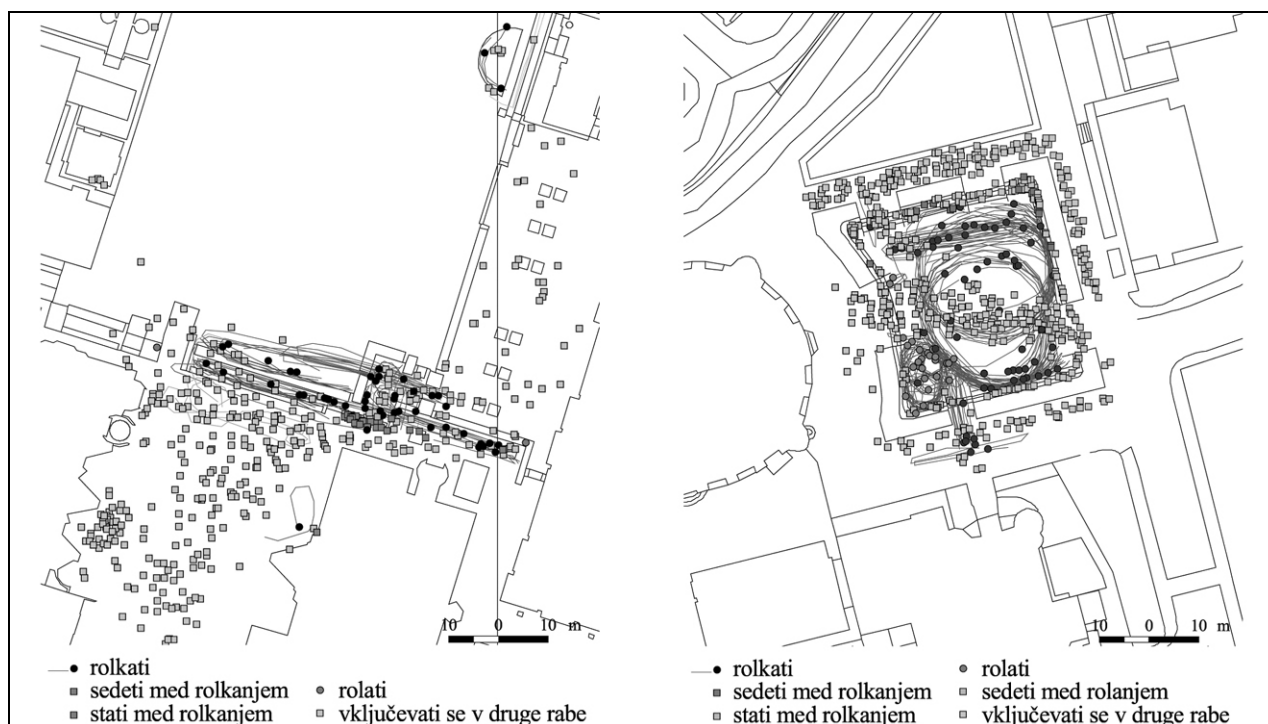 10 0 10 m
rolkati
sedeti med rolkanjem
stati med rolkanjem
rolati
vključevati se v druge rabe
10 0 10 m
rolkati
sedeti med rolkanjem
stati med rolkanjem
rolati
sedeti med rolanjem
vključevati se v druge rabe